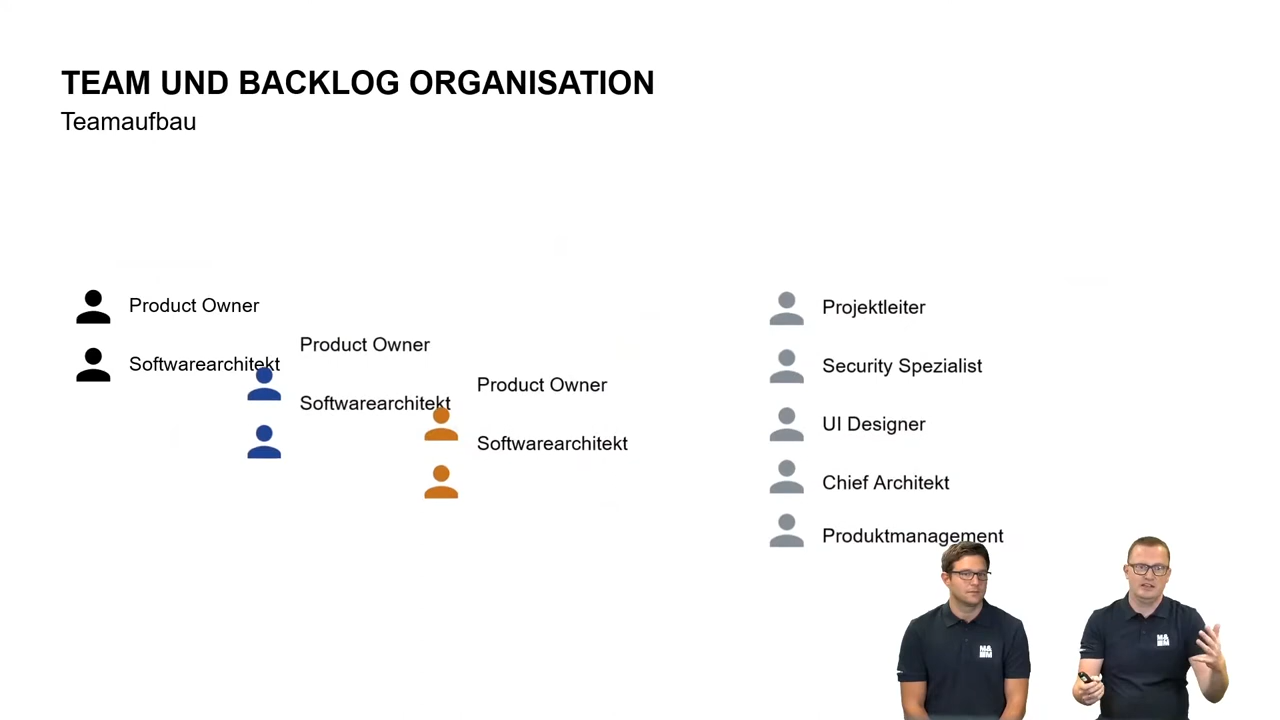 TEAM UND BACKLOG ORGANISATION
Teamaufbau
Product Owner
Softwarearchitekt
Product Owner
Softwarearchitekt
Product Owner
Softwarearchitekt
Projektleiter
Security Spezialist
UI Designer
Chief Architekt
Produktmanagement